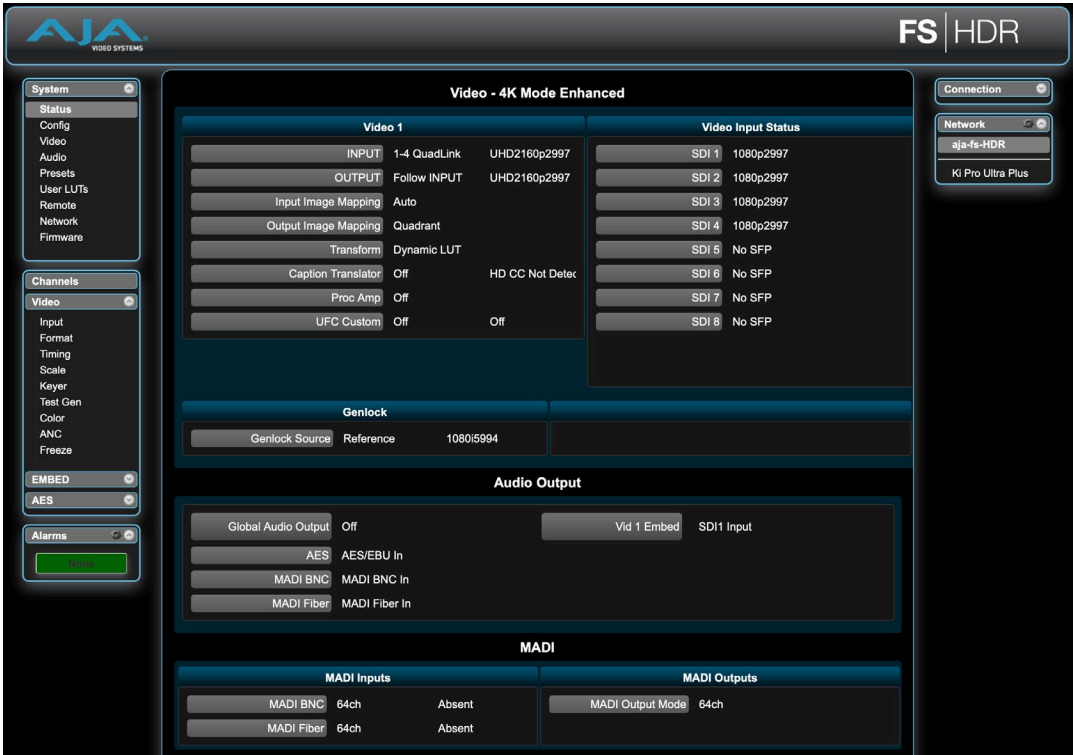 AJA
VIDEO SYSTEMS
FS|HDR
System
Status
Config
Video
Audio
Presets
User LUTs
Remote
Network
Firmware
Channels
Video
Input
Format
Timing
Scale
Keyer
Test Gen
Color
ANC
Freeze
EMBED
AES
Alarms
None
Video - 4K Mode Enhanced
Video 1
INPUT 1-4 QuadLink UHD2160p2997
OUTPUT Follow INPUT UHD2160p2997
Input Image Mapping Auto
Output Image Mapping Quadrant
Transform Dynamic LUT
Caption Translator Off HD CC Not Detec
Proc Amp Off
UFC Custom Off Off
Video Input Status
SDI 1 1080p2997
SDI 2 1080p2997
SDI 3 1080p2997
SDI 4 1080p2997
SDI 5 No SFP
SDI 6 No SFP
SDI 7 No SFP
SDI 8 No SFP
Genlock
Genlock Source Reference 1080i5994
Audio Output
Global Audio Output Off
Vid 1 Embed SDI1 Input
AES AES/EBU In
MADI BNC MADI BNC In
MADI Fiber MADI Fiber In
MADI
MADI Inputs
MADI BNC 64ch Absent
MADI Fiber 64ch Absent
MADI Outputs
MADI Output Mode 64ch
Connection
Network
aja-fs-HDR
Ki Pro Ultra Plus